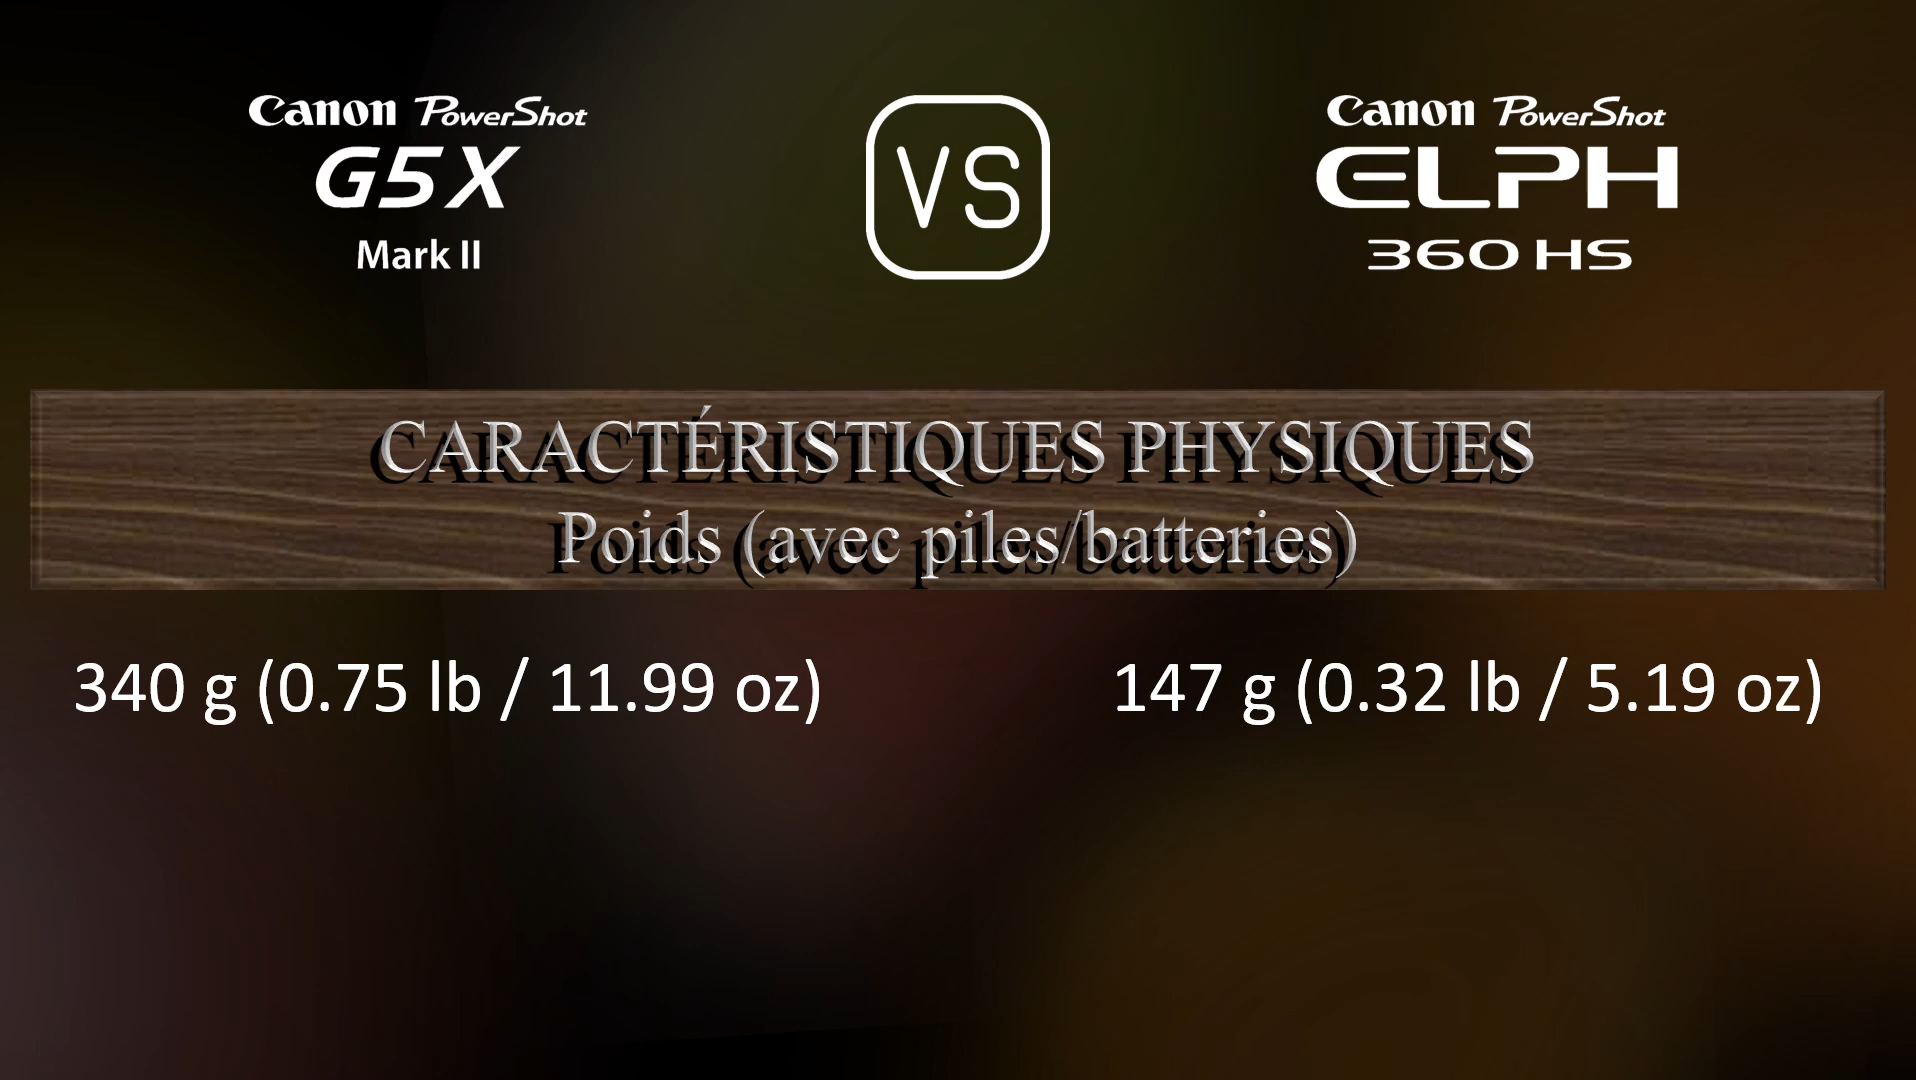 Canon PowerShot
G5X
Mark II
VS
Canon PowerShot
ELPH
360 HS
CARACTÉRISTIQUES PHYSIQUES
Poids (avec piles/batteries)
340 g (0.75 lb / 11.99 oz)
147 g (0.32 lb / 5.19 oz)